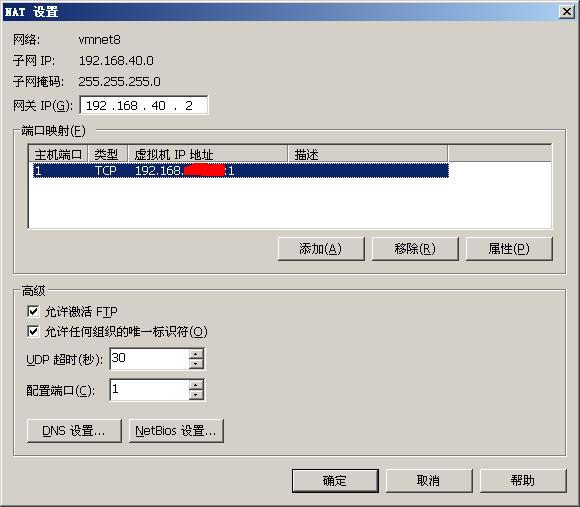 NAT 设置
网络: vmnet8
子网 IP: 192.168.40.0
子网掩码: 255.255.255.0
网关 IP(G): 192 .168 . 40 . 2
端口映射(F)
主机端口 类型 虚拟机 IP 地址 描述
1 TCP 192.168. :1
添加(A) 移除(R) 属性(P)
高级
允许激活 FTP
允许任何组织的唯一标识符(O)
UDP 超时(秒): 30
配置端口(C): 1
DNS 设置... NetBios 设置...
确定 取消 帮助